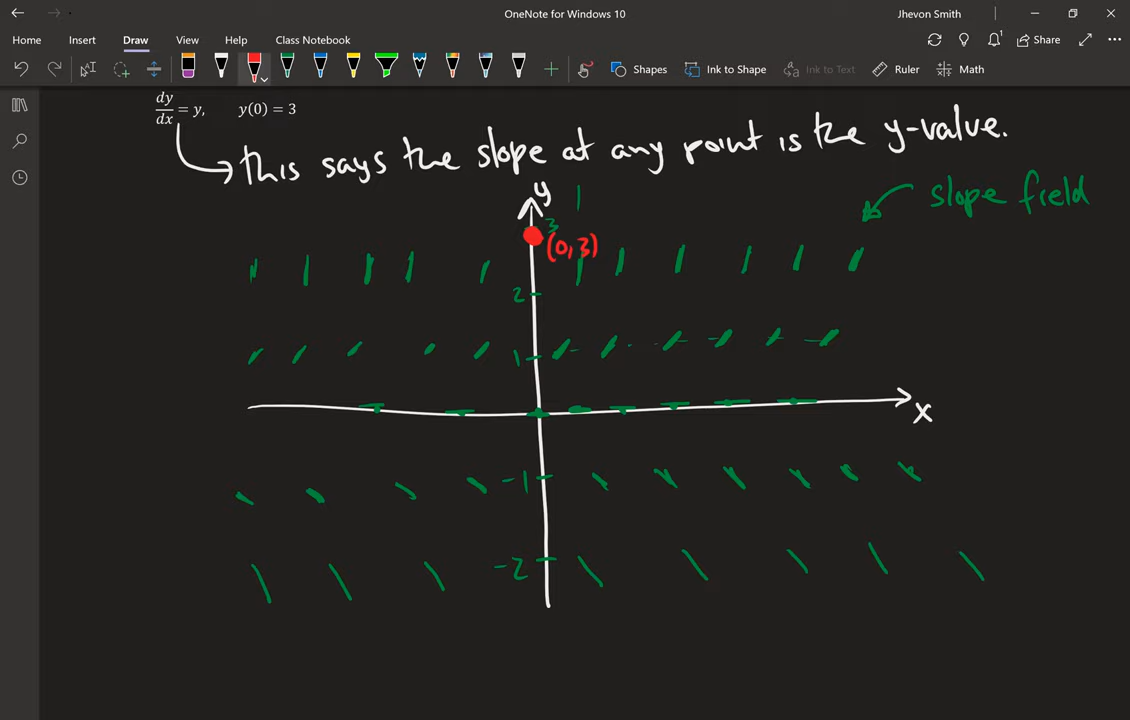 OneNote for Windows 10
Jhevon Smith
Home Insert Draw View Help Class Notebook
Share
Shapes Ink to Shape Ink to Text Ruler Math
dy/dx = y, y(0) = 3
this says the slope at any point is the y-value.
y
slope field
3
(0,3)
2
1
x
-1
-2